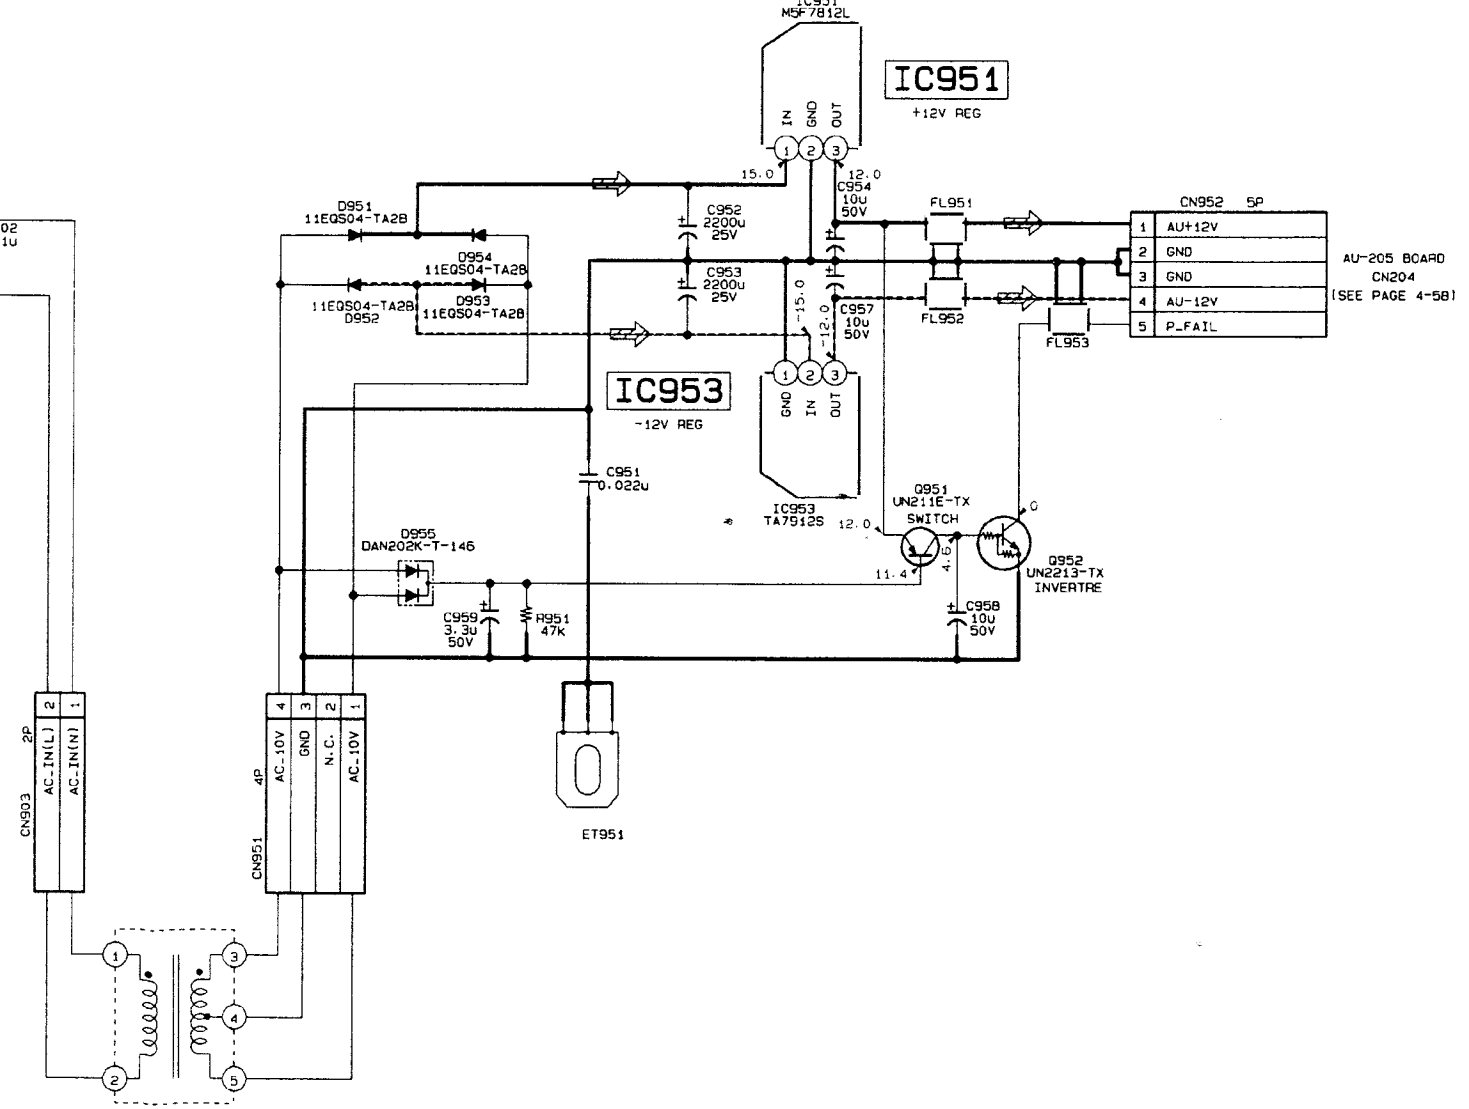 IC951
M5F7812L
IC951
+12V REG
IN
GND
OUT
1
2
3
15.0
12.0
C954
10u
50V
02
1u
D951
11EQS04-TA2B
D954
11EQS04-TA2B
11EQS04-TA2B
D952
D953
11EQS04-TA2B
C952
2200u
25V
C953
2200u
25V
FL951
CN952 5P
1 AU+12V
2 GND
3 GND
4 AU-12V
5 P_FAIL
AU-205 BOARD
CN204
(SEE PAGE 4-58)
-15.0
-12.0
C957
10u
50V
FL952
FL953
1
2
3
GND
IN
OUT
IC953
-12V REG
IC953
TA7912S
C951
0.022u
Q951
UN211E-TX
SWITCH
12.0
11.4
4.6
0
Q952
UN2213-TX
INVERTRE
D955
DAN202K-T-146
C959
3.3u
50V
R951
47K
C958
10u
50V
CN903
2P
2 AC_IN(L)
1 AC_IN(N)
CN951
4P
4 AC_10V
3 GND
2 N.C.
1 AC_10V
ET951
1
2
3
4
5